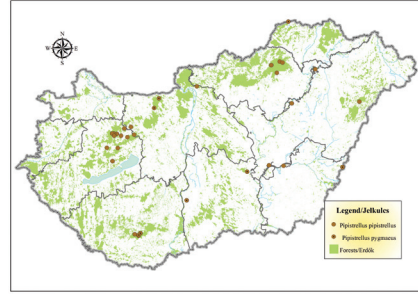 N
W E
S
Legend/Jelkulcs
Pipistrellus pipistrellus
Pipistrellus pygmaeus
Forests/Erdők